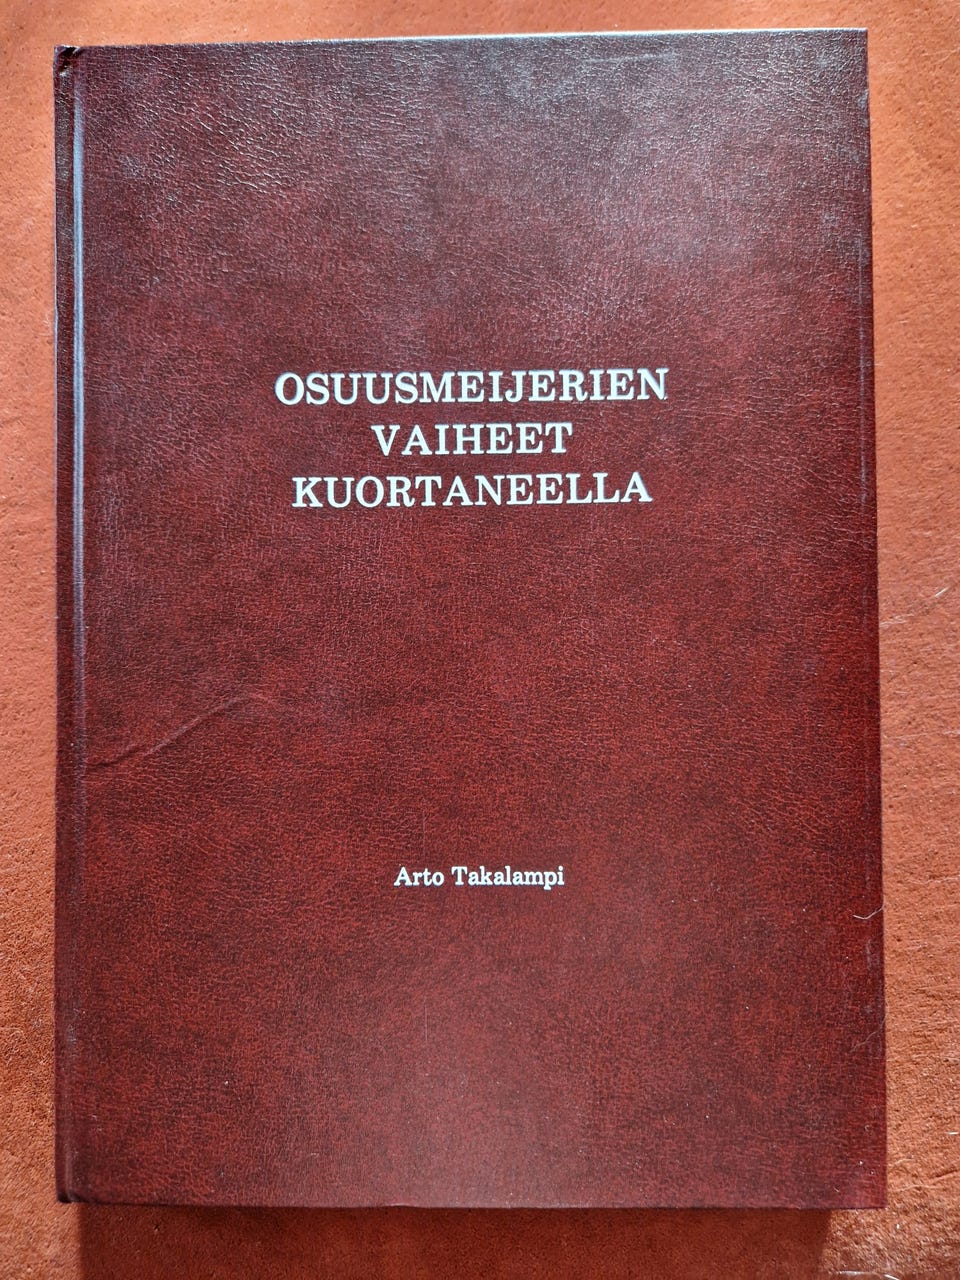 OSUUSMEIJERIEN
VAIHEET
KUORTANEELLA
Arto Takalampi